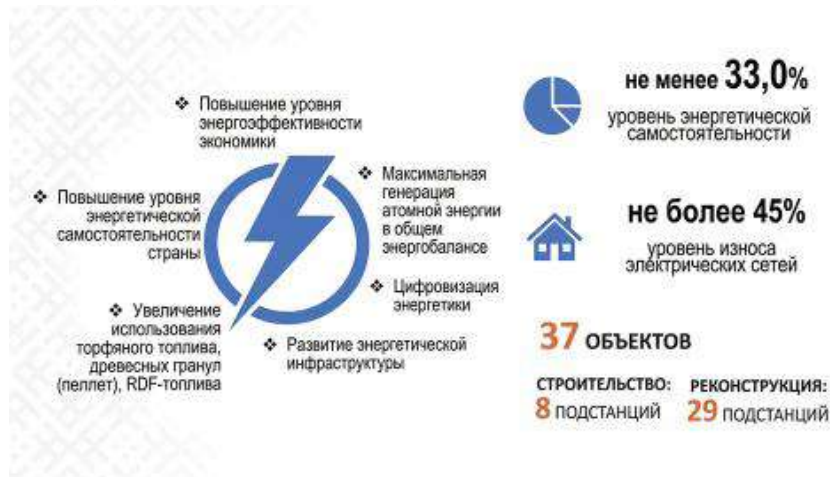 ❖ Повышение уровня
энергоэффективности
экономики
❖ Максимальная
генерация
атомной энергии
в общем
энергобалансе
❖ Цифровизация
энергетики
❖ Развитие энергетической
инфраструктуры
❖ Увеличение
использования
торфяного топлива,
древесных гранул
(пеллет), RDF-топлива
❖ Повышение уровня
энергетической
самостоятельности
страны
не менее 33,0%
уровень энергетической
самостоятельности
не более 45%
уровень износа
электрических сетей
37 ОБЪЕКТОВ
СТРОИТЕЛЬСТВО:
8 ПОДСТАНЦИЙ
РЕКОНСТРУКЦИЯ:
29 ПОДСТАНЦИЙ